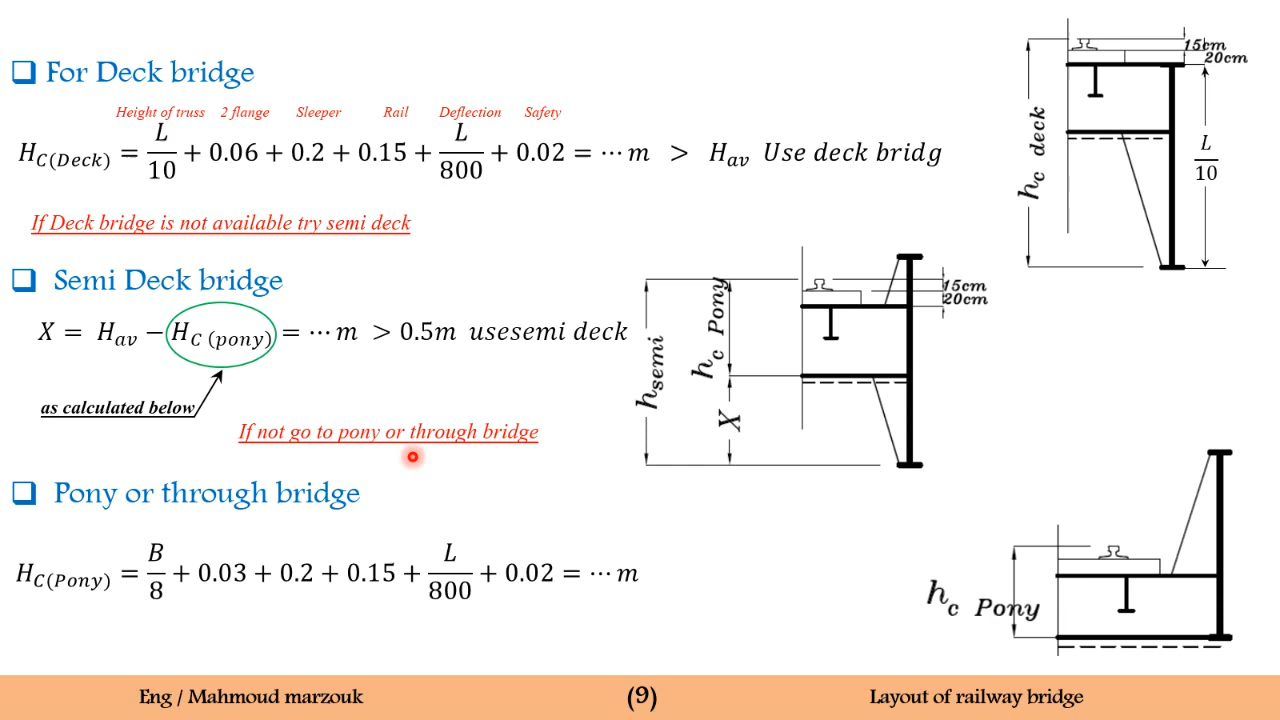 ❑ For Deck bridge
Height of truss 2 flange Sleeper Rail Deflection Safety
H_C(Deck) = L/10 + 0.06 + 0.2 + 0.15 + L/800 + 0.02 = ⋯ m > H_av Use deck bridg
If Deck bridge is not available try semi deck
15cm
20cm
h_c deck
L/10
❑ Semi Deck bridge
X = H_av − H_C (pony) = ⋯ m > 0.5m usesemi deck
as calculated below
If not go to pony or through bridge
15cm
20cm
h_semi
h_c Pony
X
❑ Pony or through bridge
H_C(Pony) = B/8 + 0.03 + 0.2 + 0.15 + L/800 + 0.02 = ⋯ m
h_c Pony
Eng / Mahmoud marzouk (9) Layout of railway bridge